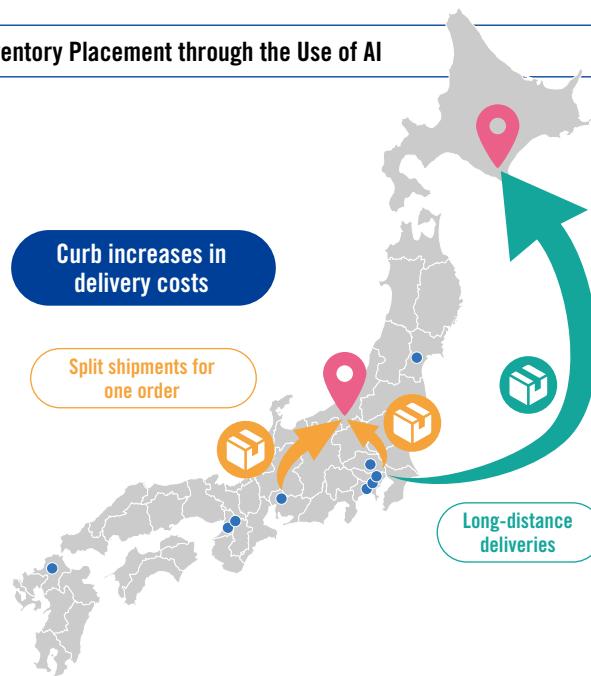 entory Placement through the Use of AI
Curb increases in
delivery costs
Split shipments for
one order
Long-distance
deliveries